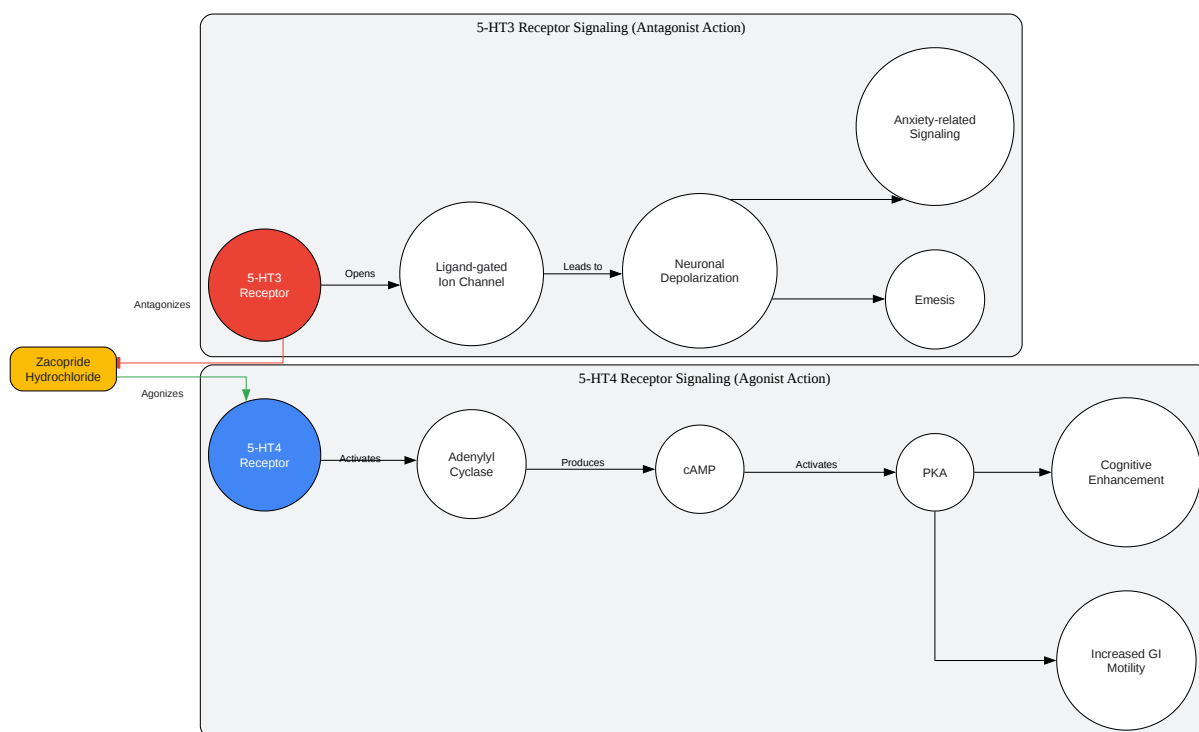 5-HT3 Receptor Signaling (Antagonist Action)
Anxiety-related
Signaling
5-HT3
Receptor
Opens
Ligand-gated
Ion Channel
Leads to
Neuronal
Depolarization
Emesis
Antagonizes
Zacopride
Hydrochloride
Agonizes
5-HT4 Receptor Signaling (Agonist Action)
5-HT4
Receptor
Activates
Adenylyl
Cyclase
Produces
cAMP
Activates
PKA
Cognitive
Enhancement
Increased GI
Motility